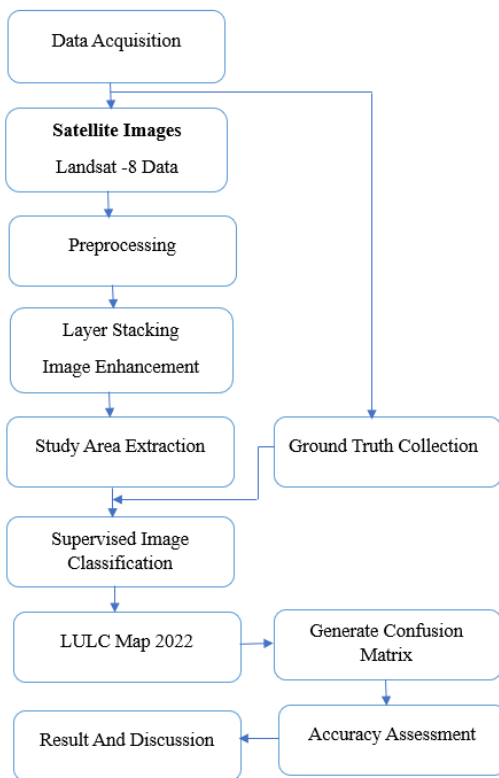 Data Acquisition
Satellite Images
Landsat -8 Data
Preprocessing
Layer Stacking
Image Enhancement
Study Area Extraction
Ground Truth Collection
Supervised Image
Classification
LULC Map 2022
Generate Confusion
Matrix
Accuracy Assessment
Result And Discussion